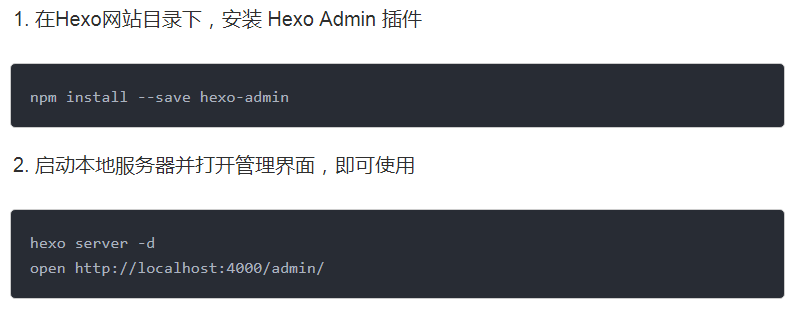 1. 在Hexo网站目录下，安装 Hexo Admin 插件
npm install --save hexo-admin
2. 启动本地服务器并打开管理界面，即可使用
hexo server -d
open http://localhost:4000/admin/